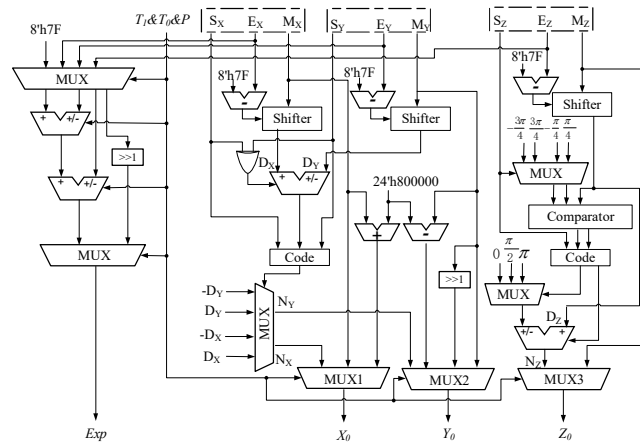 T1&T0&P
SX EX MX
SY EY MY
SZ EZ MZ
8'h7F
8'h7F
8'h7F
8'h7F
MUX
-
-
-
Shifter
Shifter
Shifter
+ +/-
-3π/4 3π/4 -π/4 π/4
>>1
DX DY
MUX
+ +/-
+ +/-
24'h800000
Comparator
+
-
MUX
Code
Code
0 π/2 π
>>1
-DY
DY
-DX
DX
MUX
NY
NX
MUX
DZ
+/- +
NZ
MUX1
MUX2
MUX3
Exp
X0
Y0
Z0